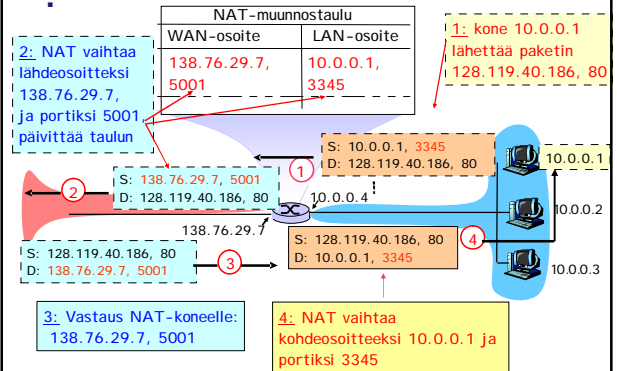 NAT-muunnostaulu
WAN-osoite LAN-osoite
138.76.29.7, 10.0.0.1,
5001 3345
2: NAT vaihtaa
lähdeosoitteksi
138.76.29.7,
ja portiksi 5001,
päivittää taulun
1: kone 10.0.0.1
lähettää paketin
128.119.40.186, 80
S: 10.0.0.1, 3345
D: 128.119.40.186, 80
1
10.0.0.1
S: 138.76.29.7, 5001
D: 128.119.40.186, 80
2
10.0.0.4
10.0.0.2
138.76.29.7
S: 128.119.40.186, 80
D: 10.0.0.1, 3345
4
S: 128.119.40.186, 80
D: 138.76.29.7, 5001
3
10.0.0.3
3: Vastaus NAT-koneelle:
138.76.29.7, 5001
4: NAT vaihtaa
kohdeosoitteeksi 10.0.0.1 ja
portiksi 3345